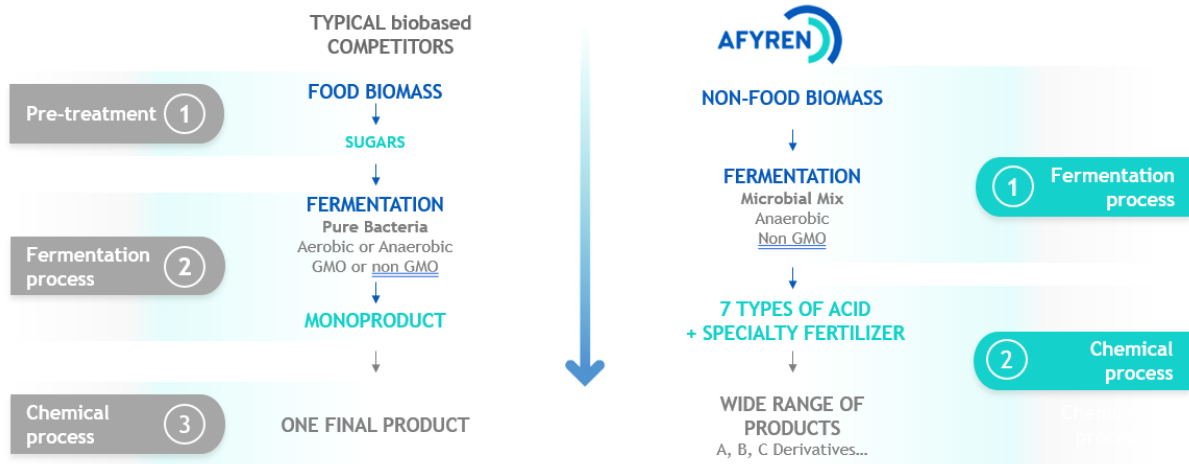 TYPICAL biobased
COMPETITORS
AFYREN
Pre-treatment 1
FOOD BIOMASS
SUGARS
NON-FOOD BIOMASS
Fermentation
process 2
FERMENTATION
Pure Bacteria
Aerobic or Anaerobic
GMO or non GMO
MONOPRODUCT
FERMENTATION
Microbial Mix
Anaerobic
Non GMO
1 Fermentation
process
7 TYPES OF ACID
+ SPECIALTY FERTILIZER
2 Chemical
process
Chemical
process 3
ONE FINAL PRODUCT
WIDE RANGE OF
PRODUCTS
A, B, C Derivatives…